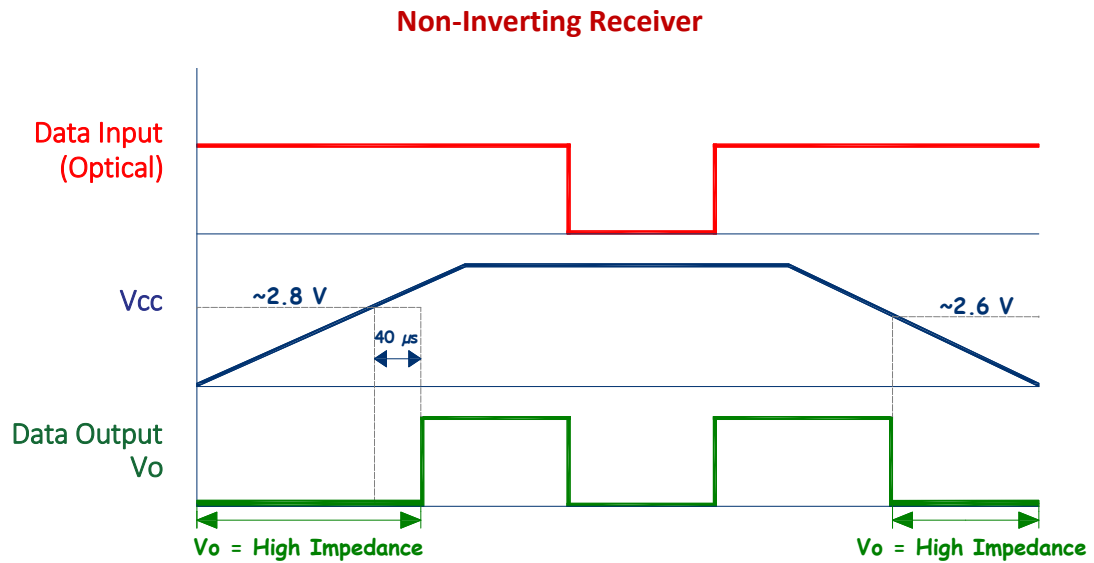 Non-Inverting Receiver
Data Input
(Optical)
Vcc
~2.8 V
~2.6 V
40 µs
Data Output
Vo
Vo = High Impedance
Vo = High Impedance